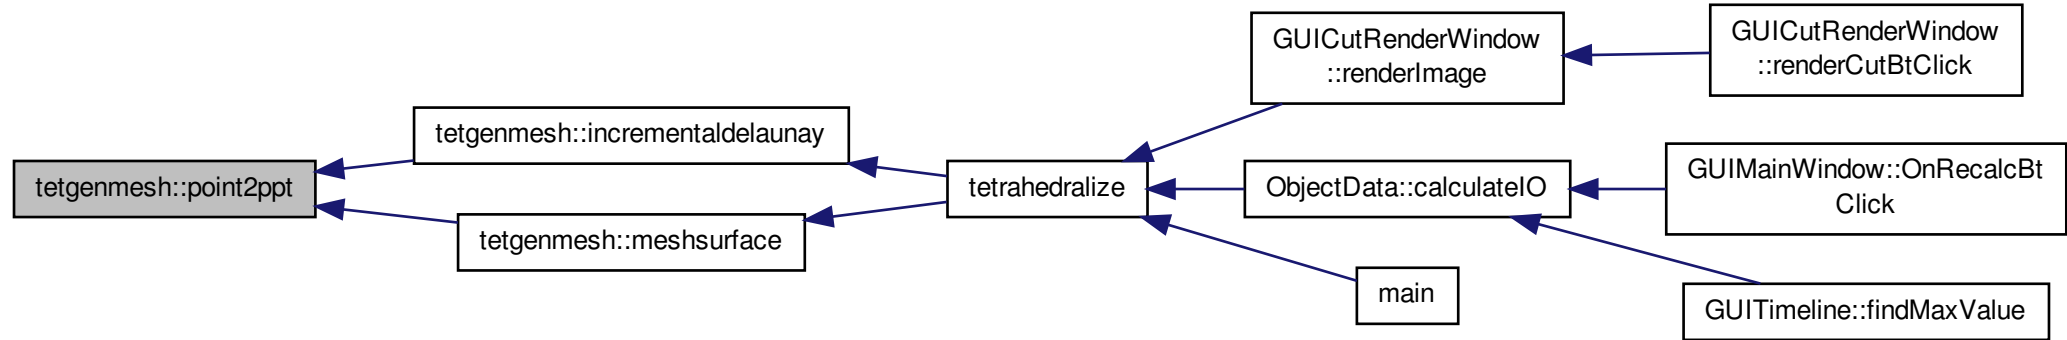 tetgenmesh::point2ppt
tetgenmesh::incrementaldelaunay
tetgenmesh::meshsurface
tetrahedralize
GUICutRenderWindow
::renderImage
ObjectData::calculateIO
main
GUICutRenderWindow
::renderCutBtClick
GUIMainWindow::OnRecalcBt
Click
GUITimeline::findMaxValue